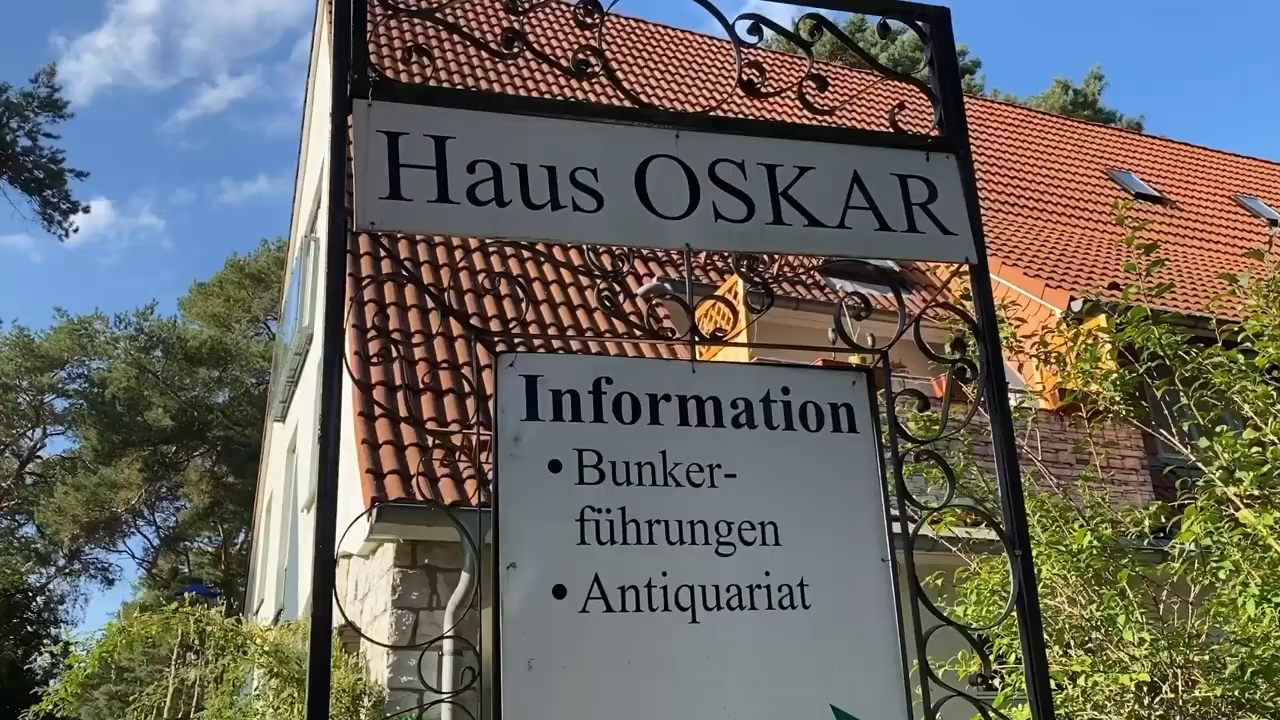 Haus OSKAR
Information
• Bunker-
führungen
• Antiquariat